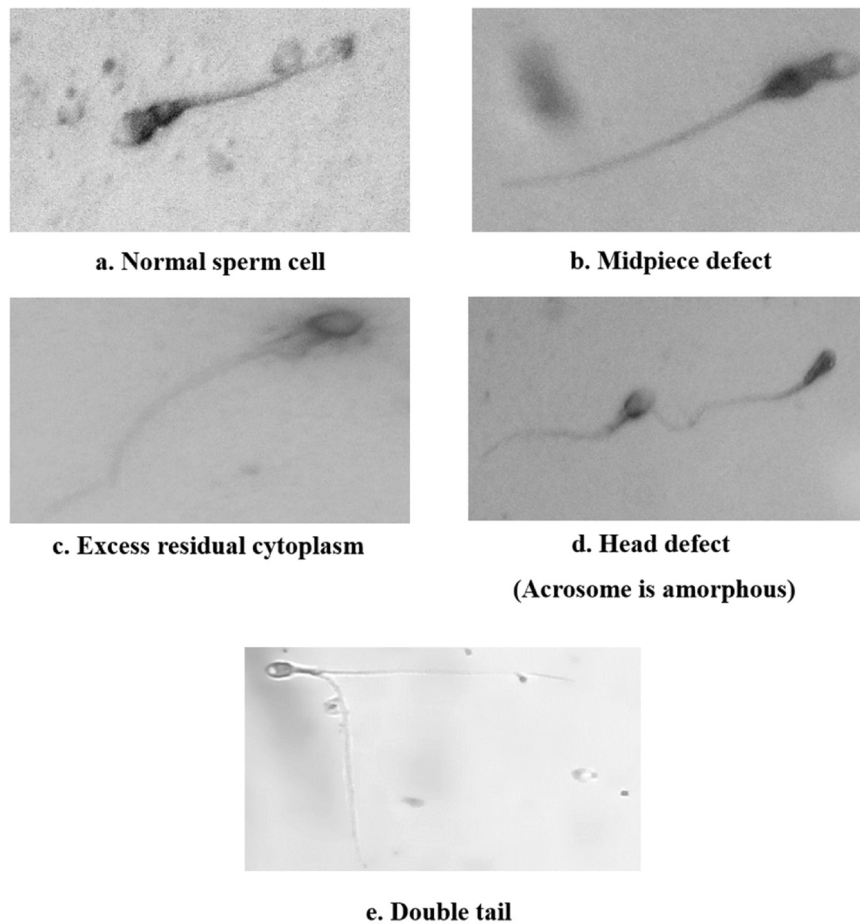 a. Normal sperm cell
b. Midpiece defect
c. Excess residual cytoplasm
d. Head defect
(Acrosome is amorphous)
e. Double tail